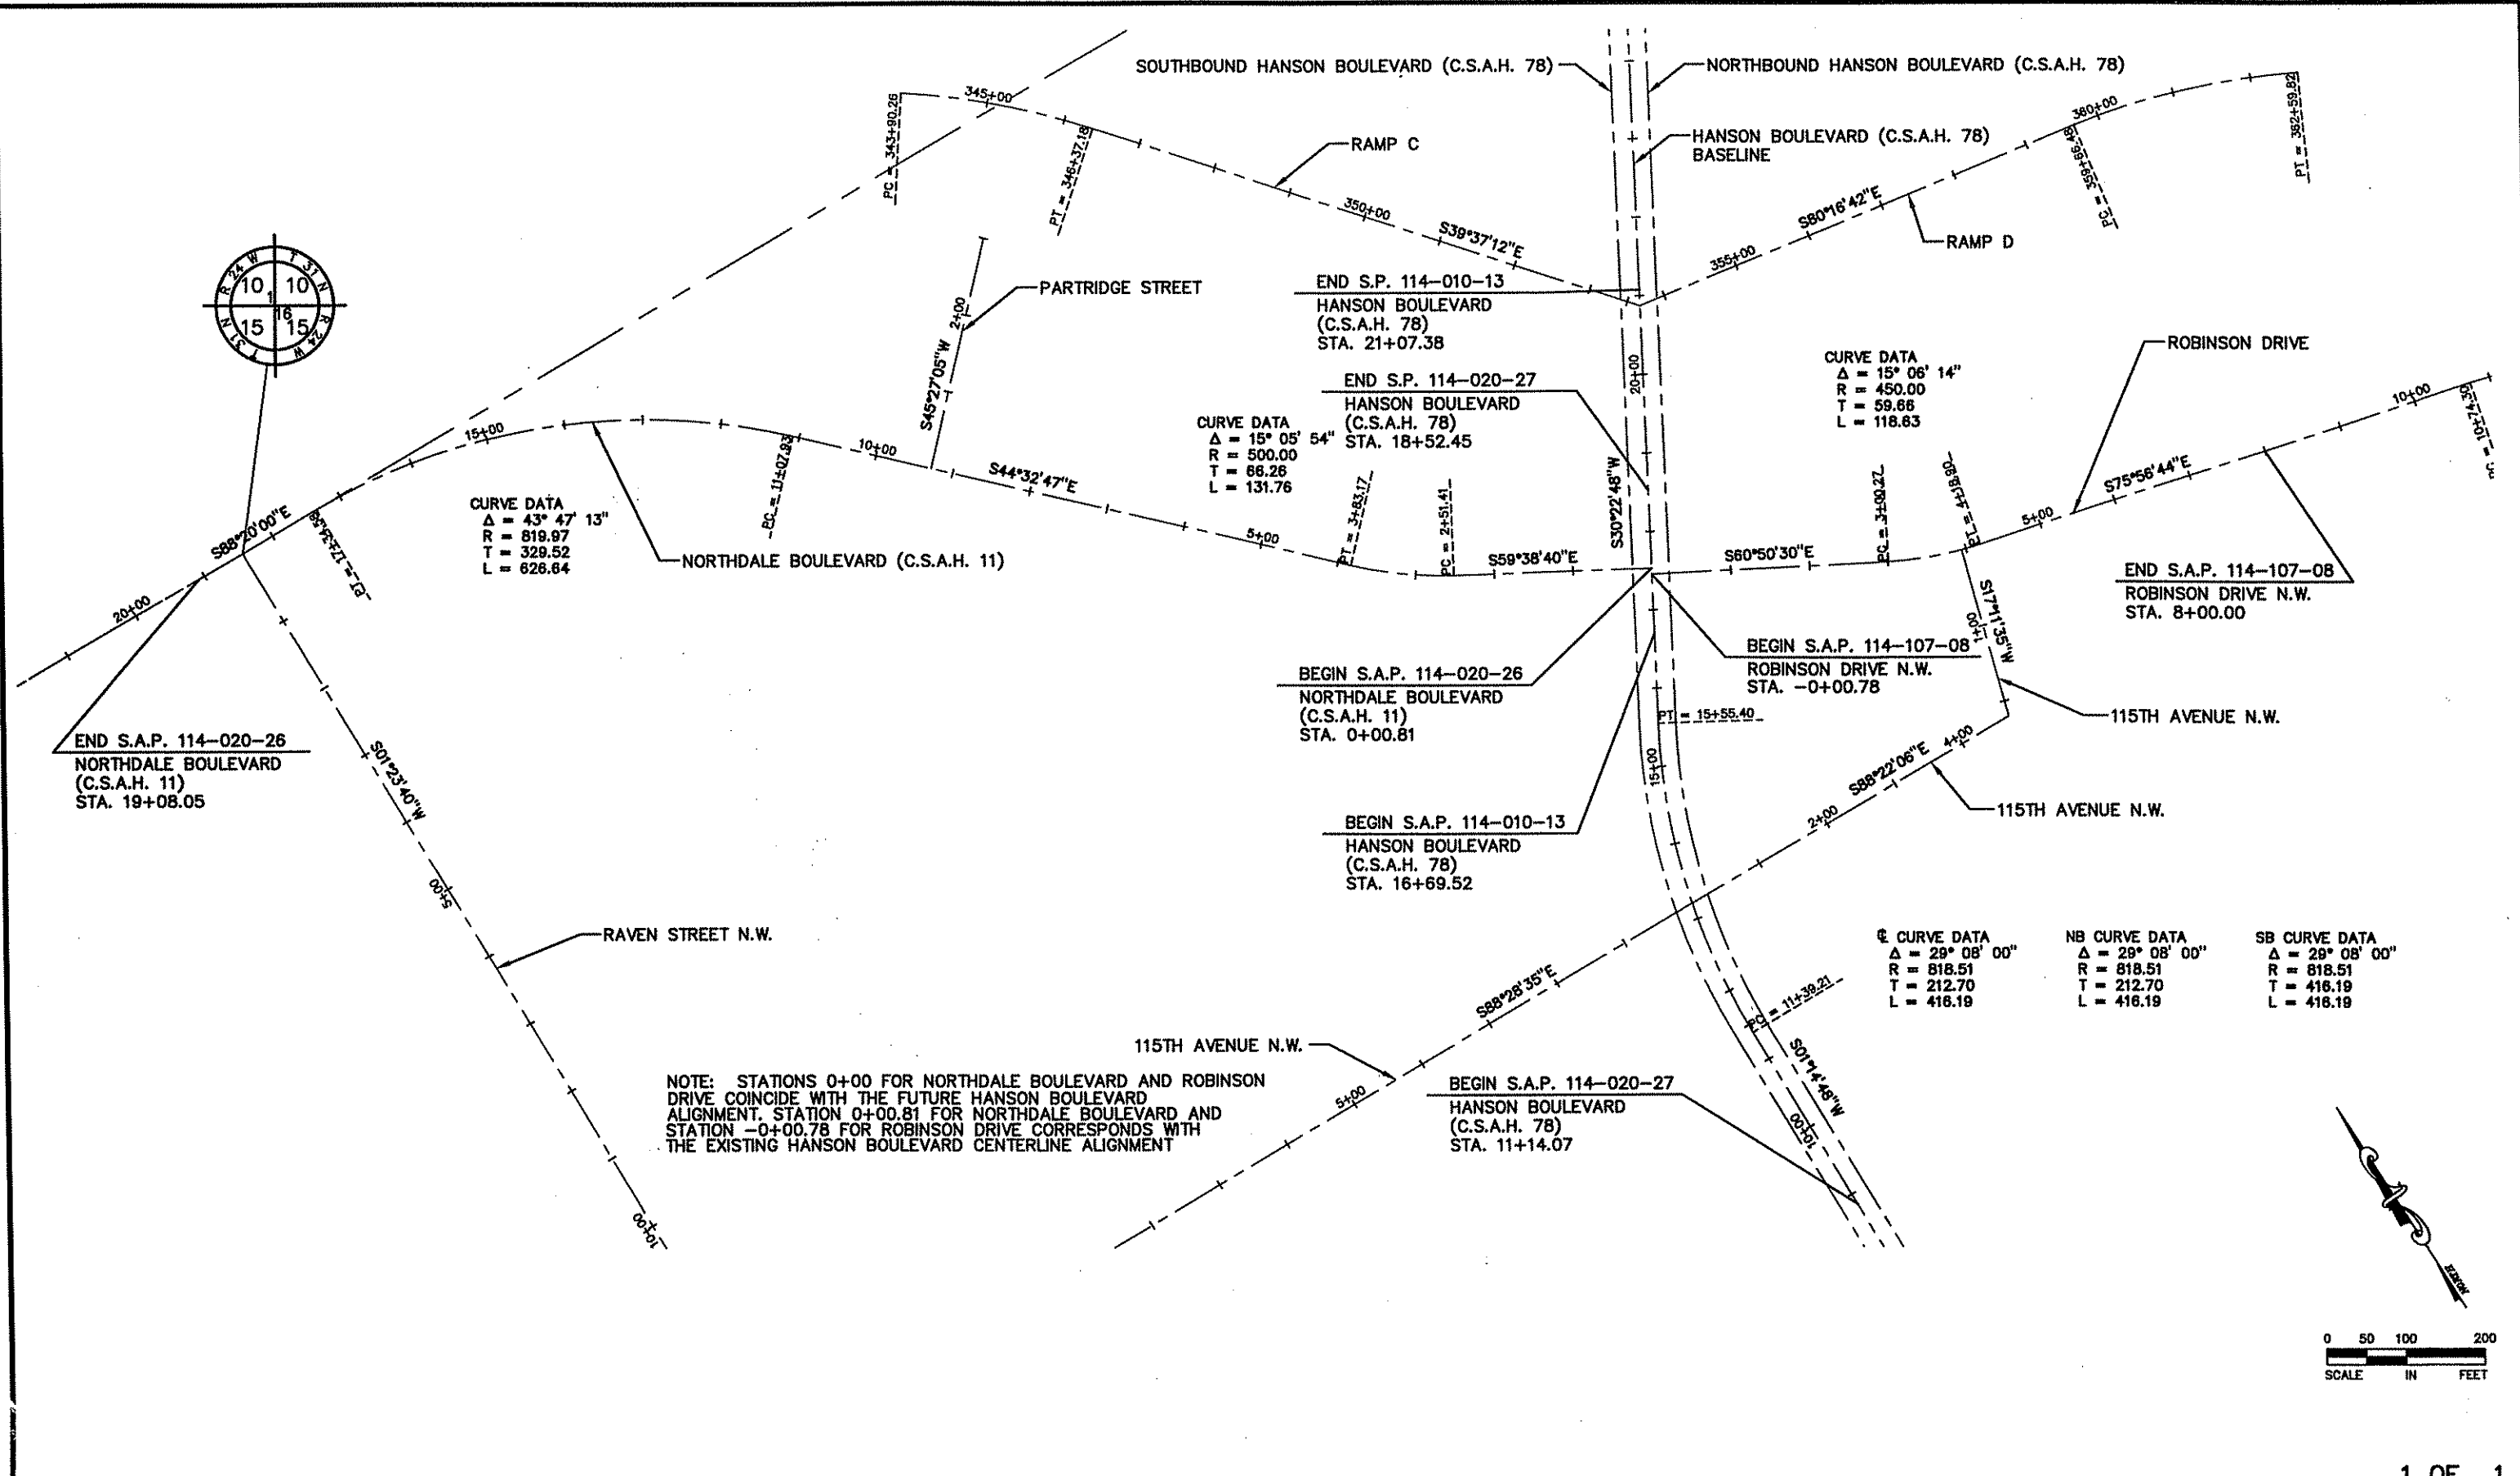 SOUTHBOUND HANSON BOULEVARD (C.S.A.H. 78)
NORTHBOUND HANSON BOULEVARD (C.S.A.H. 78)
HANSON BOULEVARD (C.S.A.H. 78)
BASELINE
345+00
PC = 343+90.26
PT = 346+37.18
RAMP C
350+00
S39°37'12"E
355+00
S80°16'42"E
RAMP D
360+00
PC = 359+66.48
PT = 362+59.82
R 24 W
T 31 N
10
10
1
16
15
15
T 31 N
R 24 W
PARTRIDGE STREET
2+00
S45°27'05"W
END S.P. 114-010-13
HANSON BOULEVARD
(C.S.A.H. 78)
STA. 21+07.38
END S.P. 114-020-27
HANSON BOULEVARD
(C.S.A.H. 78)
STA. 18+52.45
20+00
S30°22'48"W
CURVE DATA
Δ = 15° 05' 54"
R = 500.00
T = 66.26
L = 131.76
CURVE DATA
Δ = 15° 06' 14"
R = 450.00
T = 59.66
L = 118.63
ROBINSON DRIVE
10+00
10+74.30
S75°56'44"E
5+00
PT = 4+18.90
PC = 3+00.27
S60°50'30"E
S59°38'40"E
PC = 2+51.41
PT = 3+83.17
5+00
S44°32'47"E
10+00
PC = 11+07.93
15+00
PT = 17+34.56
S88°20'00"E
20+00
CURVE DATA
Δ = 43° 47' 13"
R = 819.97
T = 329.52
L = 626.64
NORTHDALE BOULEVARD (C.S.A.H. 11)
END S.A.P. 114-107-08
ROBINSON DRIVE N.W.
STA. 8+00.00
BEGIN S.A.P. 114-107-08
ROBINSON DRIVE N.W.
STA. -0+00.78
BEGIN S.A.P. 114-020-26
NORTHDALE BOULEVARD
(C.S.A.H. 11)
STA. 0+00.81
END S.A.P. 114-020-26
NORTHDALE BOULEVARD
(C.S.A.H. 11)
STA. 19+08.05
S17°11'35"W
1+00
115TH AVENUE N.W.
4+00
S88°22'06"E
115TH AVENUE N.W.
2+00
PT = 15+55.40
15+00
BEGIN S.A.P. 114-010-13
HANSON BOULEVARD
(C.S.A.H. 78)
STA. 16+69.52
S01°23'40"W
5+00
RAVEN STREET N.W.
10+00
℄ CURVE DATA
Δ = 29° 08' 00"
R = 818.51
T = 212.70
L = 416.19
NB CURVE DATA
Δ = 29° 08' 00"
R = 818.51
T = 212.70
L = 416.19
SB CURVE DATA
Δ = 29° 08' 00"
R = 818.51
T = 416.19
L = 416.19
S88°28'35"E
PC = 11+39.21
S01°14'48"W
10+00
115TH AVENUE N.W.
5+00
NOTE: STATIONS 0+00 FOR NORTHDALE BOULEVARD AND ROBINSON
DRIVE COINCIDE WITH THE FUTURE HANSON BOULEVARD
ALIGNMENT. STATION 0+00.81 FOR NORTHDALE BOULEVARD AND
STATION -0+00.78 FOR ROBINSON DRIVE CORRESPONDS WITH
THE EXISTING HANSON BOULEVARD CENTERLINE ALIGNMENT
BEGIN S.A.P. 114-020-27
HANSON BOULEVARD
(C.S.A.H. 78)
STA. 11+14.07
NORTH
0 50 100 200
SCALE IN FEET
1 OF 1